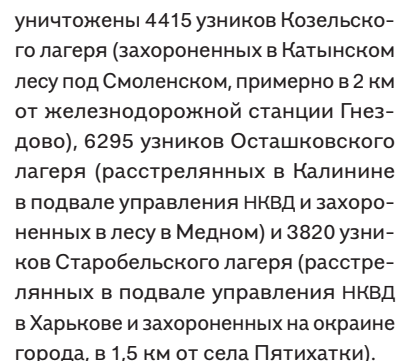 уничтожены 4415 узников Козельско-
го лагеря (захороненных в Катынском
лесу под Смоленском, примерно в 2 км
от железнодорожной станции Гнез-
дово), 6295 узников Осташковского
лагеря (расстрелянных в Калинине
в подвале управления НКВД и захоро-
ненных в лесу в Медном) и 3820 узни-
ков Старобельского лагеря (расстре-
лянных в подвале управления НКВД
в Харькове и захороненных на окраине
города, в 1,5 км от села Пятихатки).